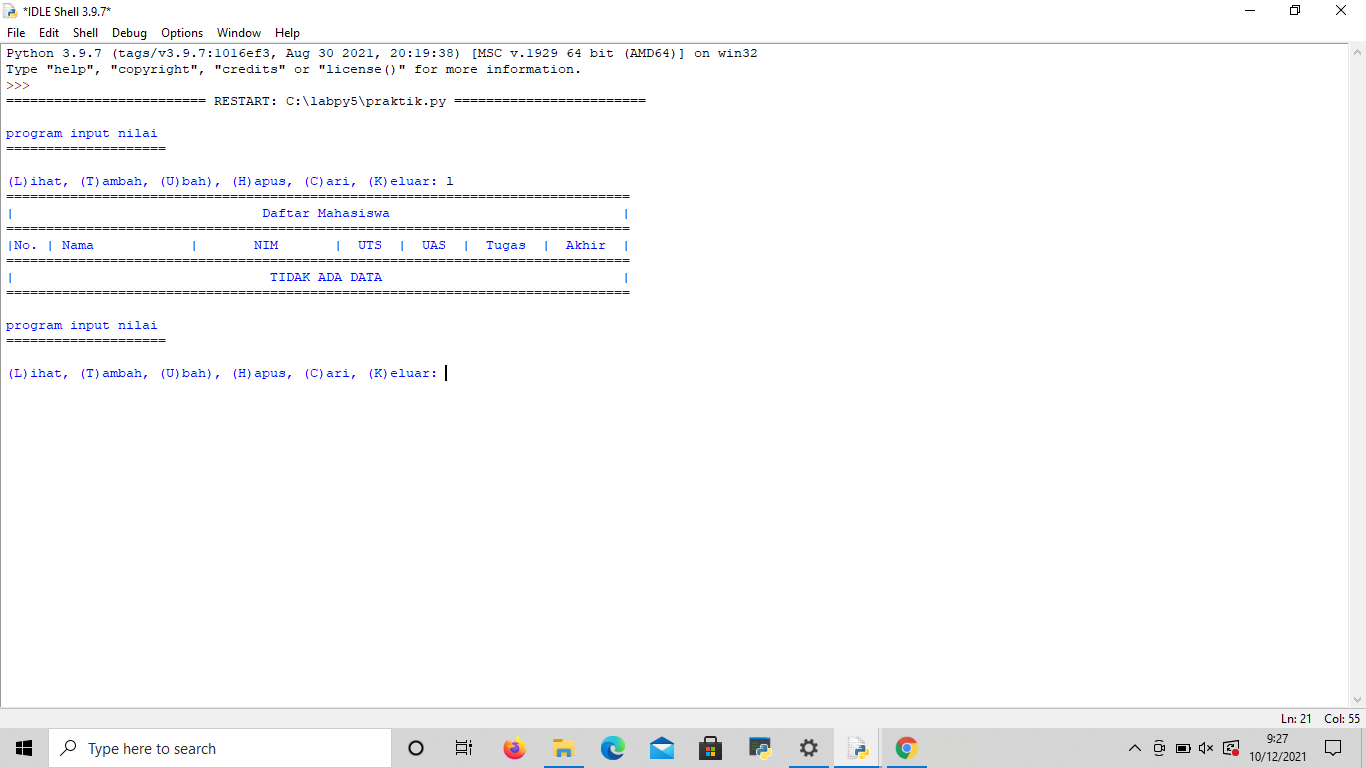 *IDLE Shell 3.9.7*
File Edit Shell Debug Options Window Help
Python 3.9.7 (tags/v3.9.7:1016ef3, Aug 30 2021, 20:19:38) [MSC v.1929 64 bit (AMD64)] on win32
Type "help", "copyright", "credits" or "license()" for more information.
>>>
========================= RESTART: C:\labpy5\praktik.py ========================
program input nilai
====================
(L)ihat, (T)ambah, (U)bah), (H)apus, (C)ari, (K)eluar: l
==============================================================================
| Daftar Mahasiswa |
==============================================================================
|No. | Nama | NIM | UTS | UAS | Tugas | Akhir |
==============================================================================
| TIDAK ADA DATA |
==============================================================================
program input nilai
====================
(L)ihat, (T)ambah, (U)bah), (H)apus, (C)ari, (K)eluar:
Ln: 21 Col: 55
Type here to search
9:27
10/12/2021